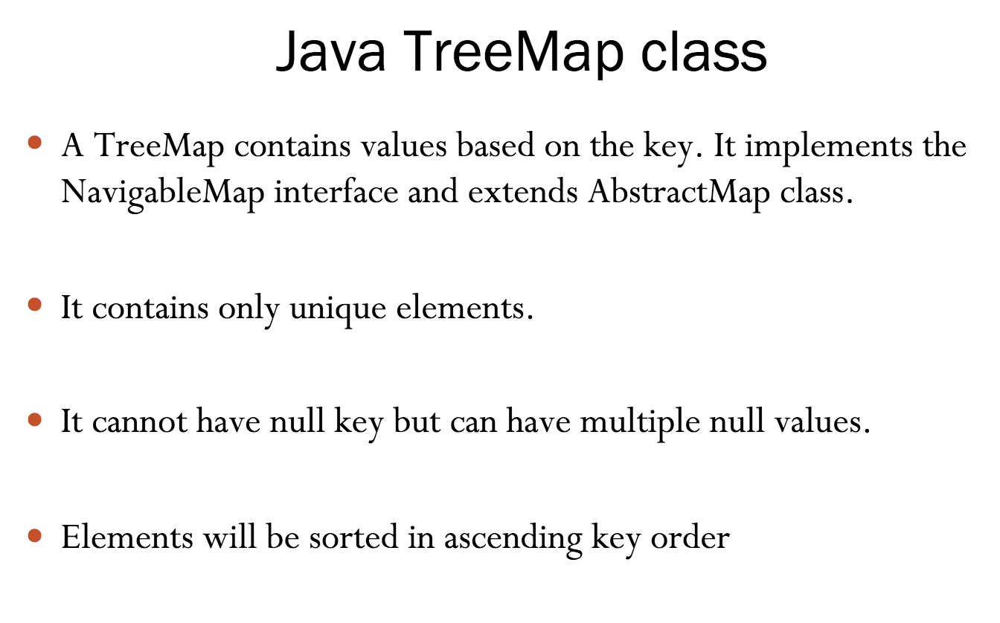 Java TreeMap class
• A TreeMap contains values based on the key. It implements the
NavigableMap interface and extends AbstractMap class.
• It contains only unique elements.
• It cannot have null key but can have multiple null values.
• Elements will be sorted in ascending key order